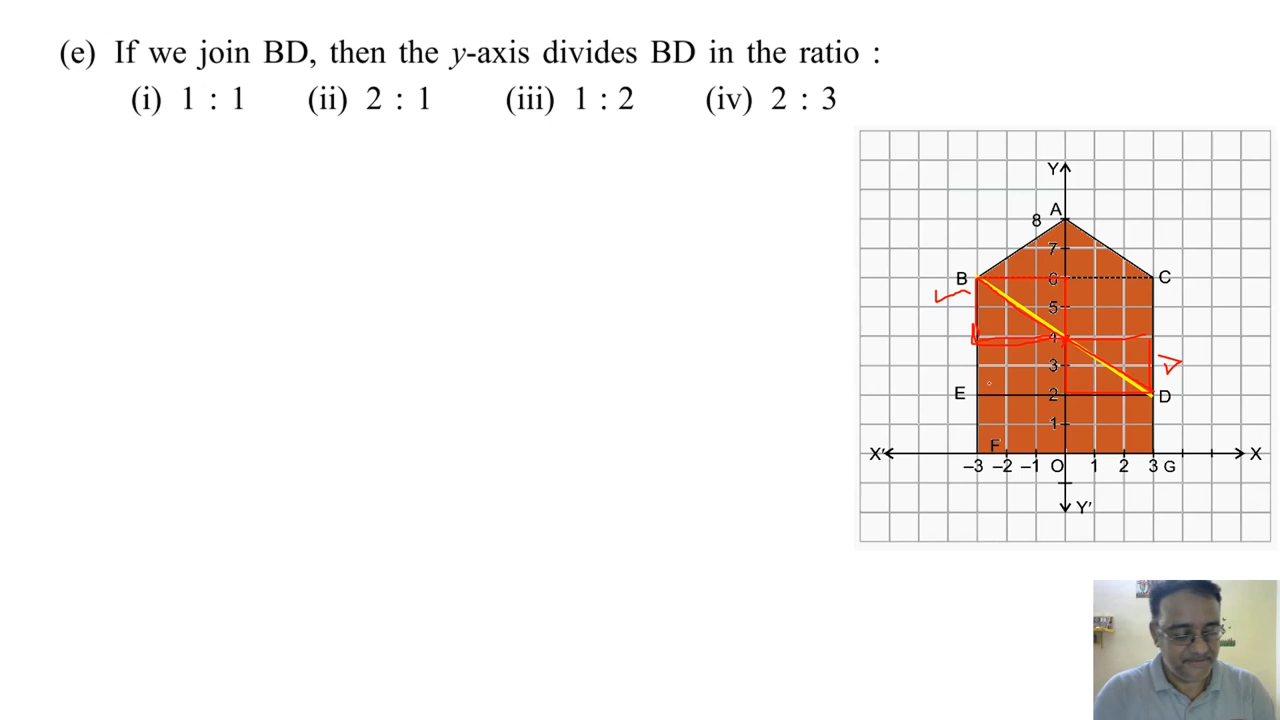 (e) If we join BD, then the y-axis divides BD in the ratio :
(i) 1 : 1 (ii) 2 : 1 (iii) 1 : 2 (iv) 2 : 3
Y
A
8
7
B 6 C
5
4
3
E 2 D
1
F
X′ –3 –2 –1 O 1 2 3 G X
Y′